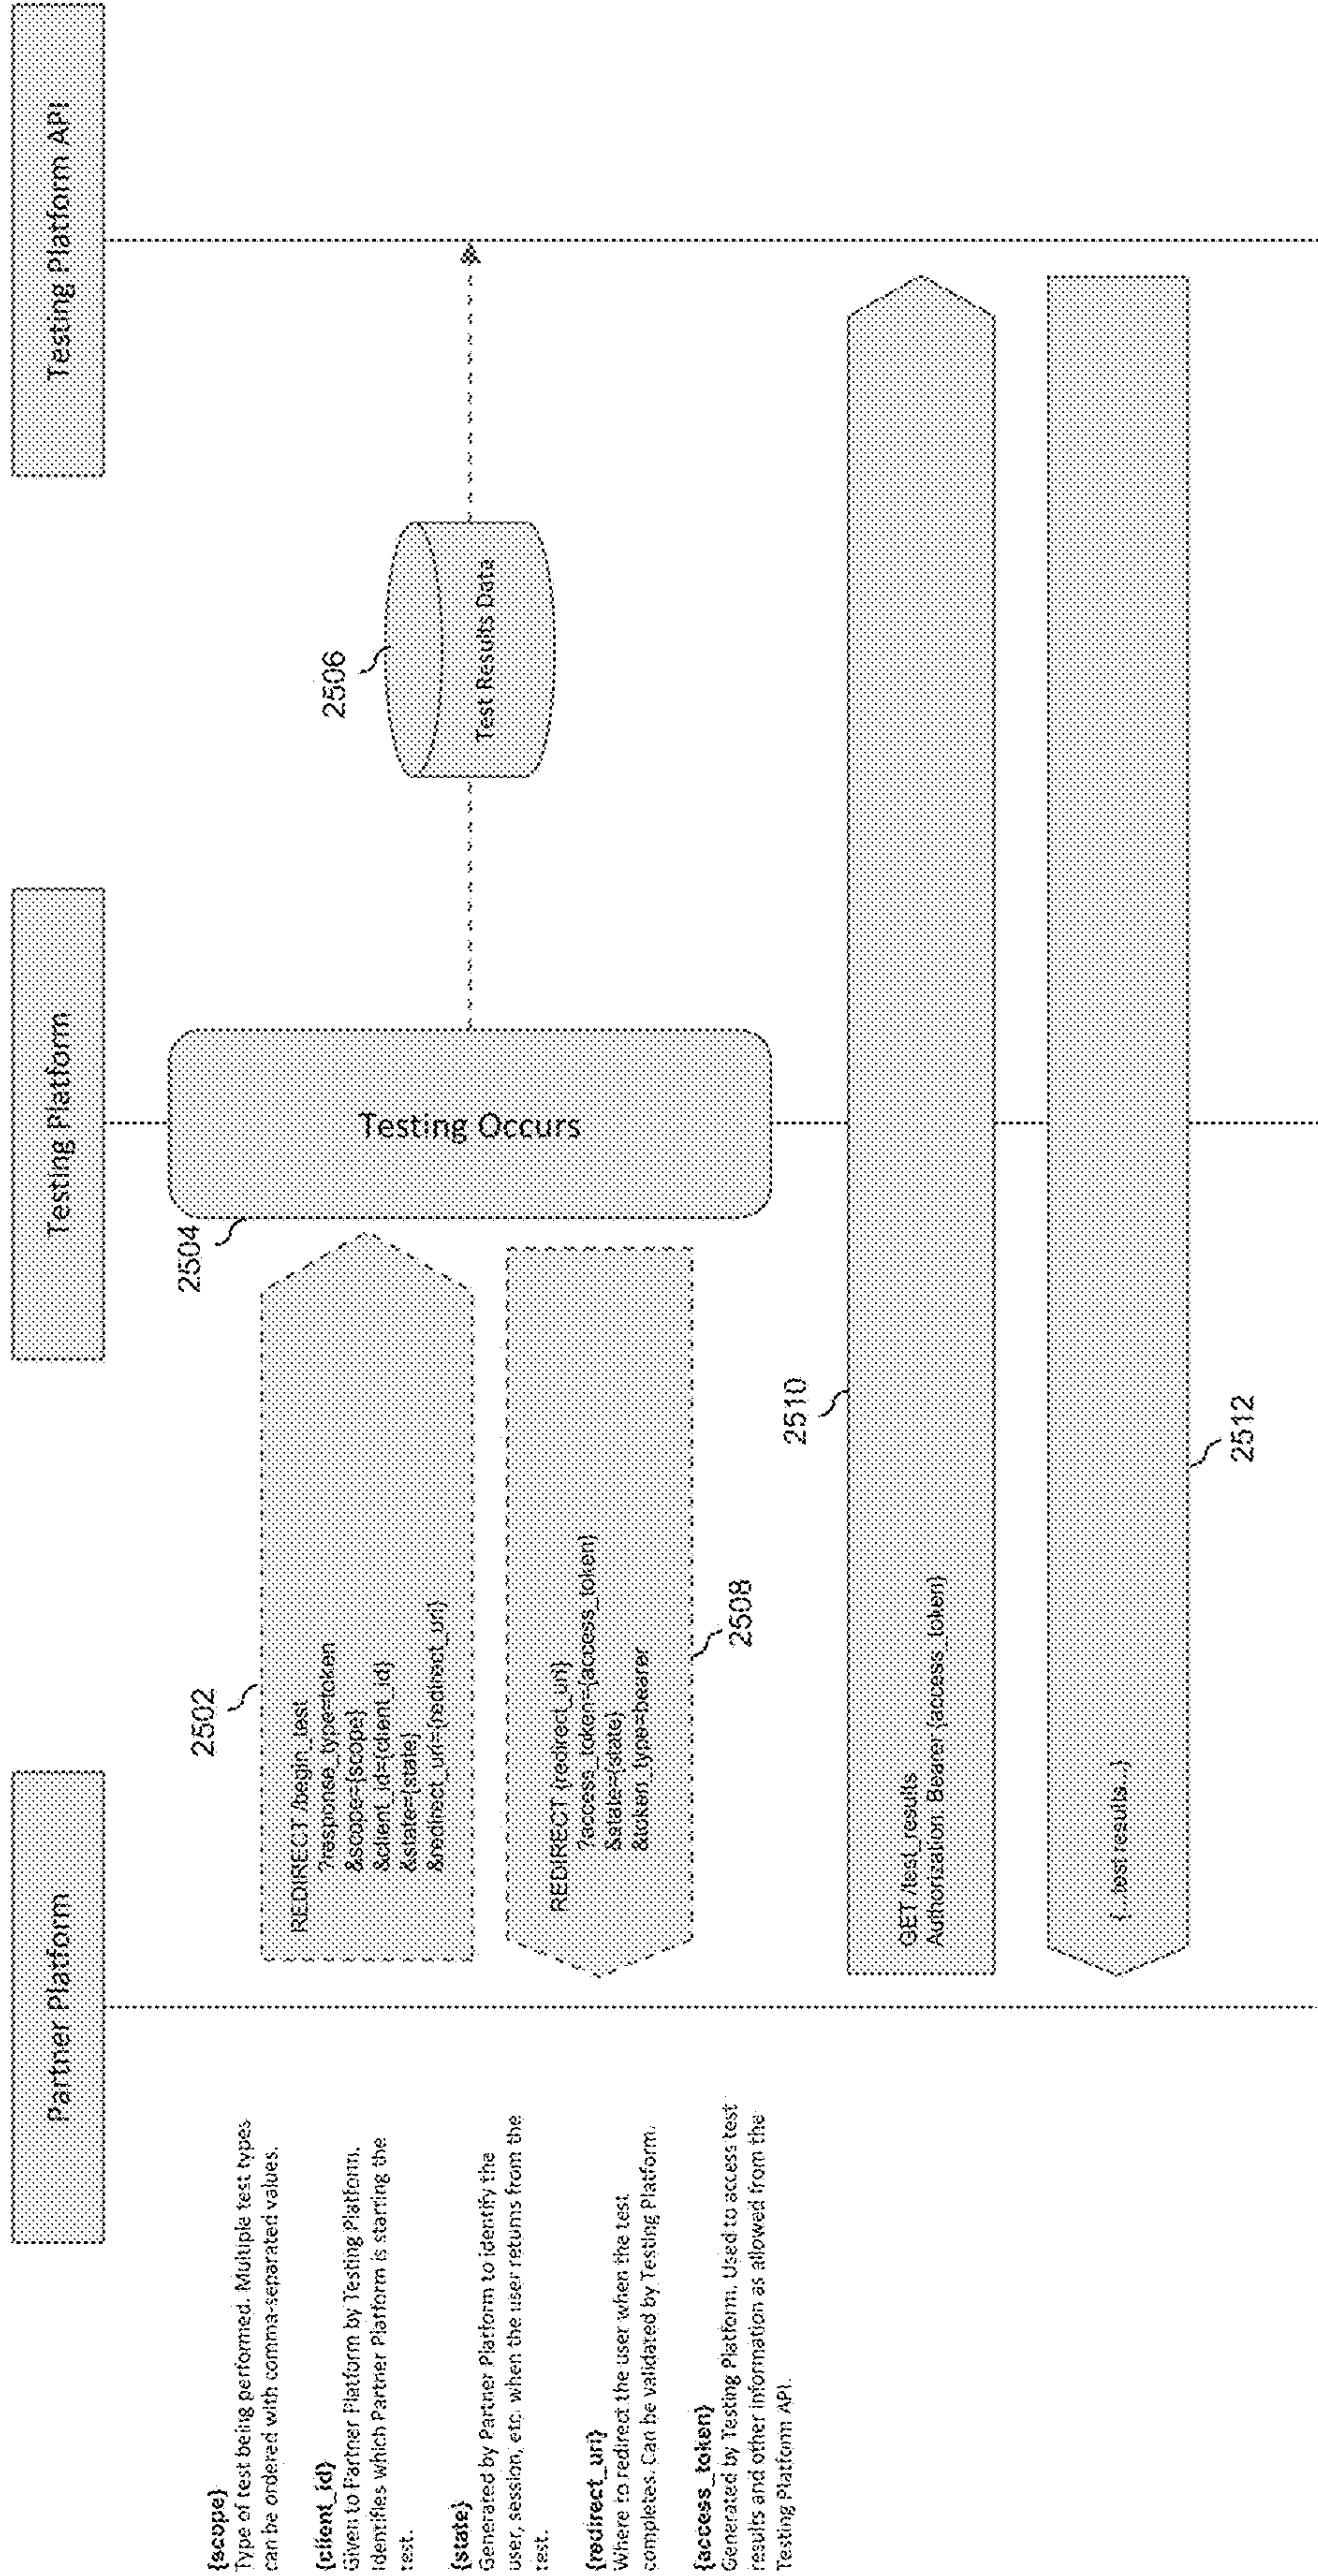 Partner Platform
Testing Platform
Testing Platform API
{scope}
Type of test being performed. Multiple test types
can be ordered with comma-separated values.
{client_id}
Given to Partner Platform by Testing Platform.
Identifies which Partner Platform is starting the
test.
{state}
Generated by Partner Platform to identify the
user, session, etc. when the user returns from the
test.
{redirect_uri}
Where to redirect the user when the test
completes. Can be validated by Testing Platform.
{access_token}
Generated by Testing Platform. Used to access test
results and other information as allowed from the
Testing Platform API.
2502
REDIRECT /begin_test
?response_type=token
&scope={scope}
&client_id={client_id}
&state={state}
&redirect_uri={redirect_uri}
2504
Testing Occurs
2506
Test Results Data
REDIRECT {redirect_uri}
?access_token={access_token}
&state={state}
&token_type=bearer
2508
2510
GET /test_results
Authorization: Bearer {access_token}
{...test results...}
2512